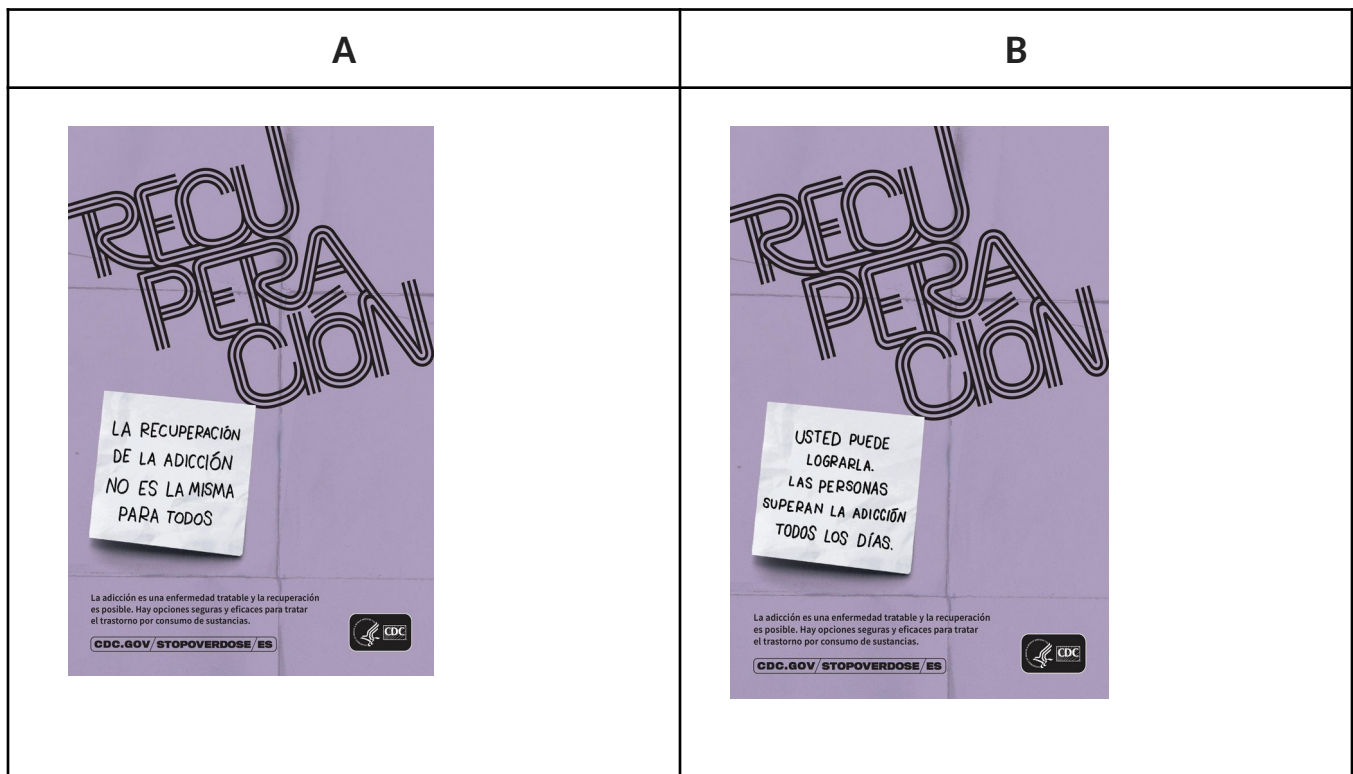 A
B
RECU
PERA
CIÓN
LA RECUPERACIÓN
DE LA ADICCIÓN
NO ES LA MISMA
PARA TODOS
La adicción es una enfermedad tratable y la recuperación
es posible. Hay opciones seguras y eficaces para tratar
el trastorno por consumo de sustancias.
CDC.GOV/STOPOVERDOSE/ES
CDC
RECU
PERA
CIÓN
USTED PUEDE
LOGRARLA.
LAS PERSONAS
SUPERAN LA ADICCIÓN
TODOS LOS DÍAS.
La adicción es una enfermedad tratable y la recuperación
es posible. Hay opciones seguras y eficaces para tratar
el trastorno por consumo de sustancias.
CDC.GOV/STOPOVERDOSE/ES
CDC